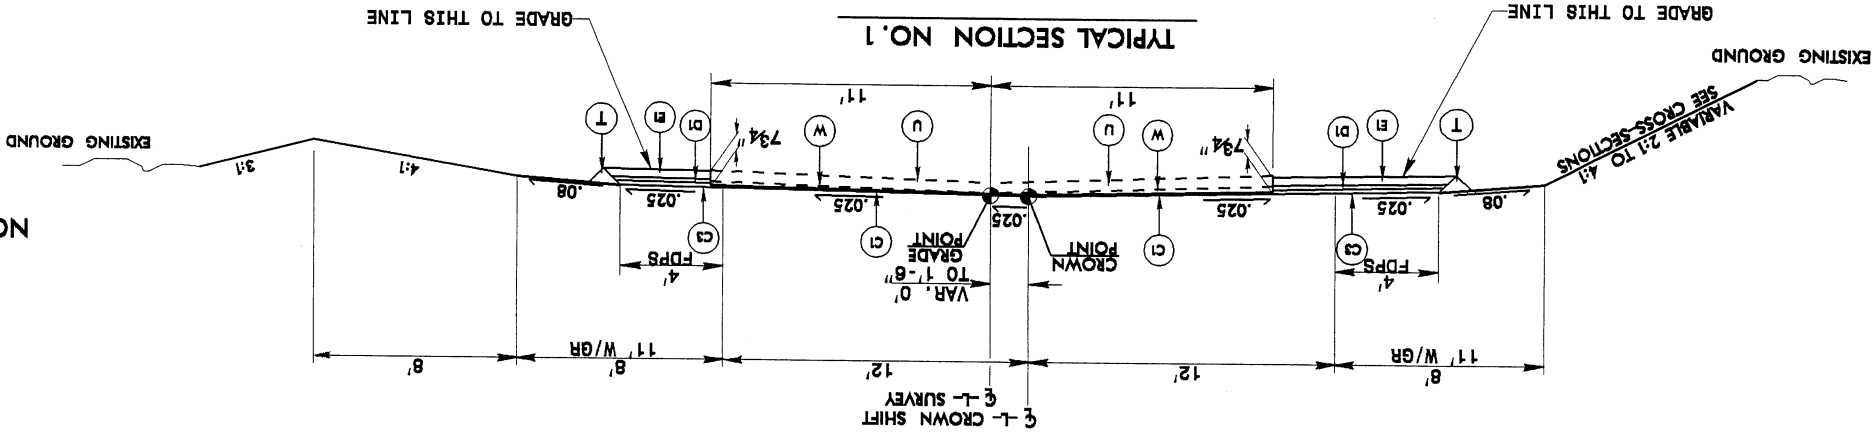 ℄ -L- CROWN SHIFT
℄ -L- SURVEY
8'
11' W/GR
12'
12'
8'
11' W/GR
8'
4'
FDPS
VAR. 0'
TO 1'-6"
4'
FDPS
CROWN
POINT
GRADE
POINT
C3
C1
C1
C3
NO
.08
.025
.025
.025
.025
.025
.08
4:1
3:1
VARIABLE 2:1 TO 4:1
SEE CROSS-SECTIONS
7¾"
7¾"
T
E1
D1
W
U
U
W
D1
E1
T
11'
11'
EXISTING GROUND
EXISTING GROUND
GRADE TO THIS LINE
GRADE TO THIS LINE
TYPICAL SECTION NO. 1